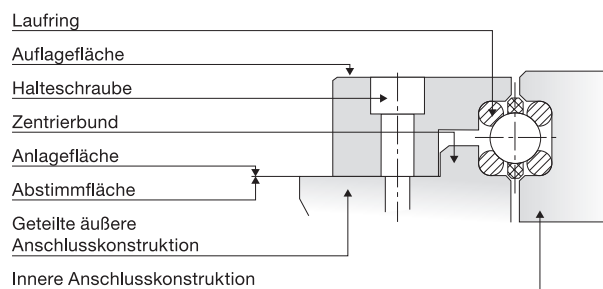 Laufring
Auflagefläche
Halteschraube
Zentrierbund
Anlagefläche
Abstimmfläche
Geteilte äußere
Anschlusskonstruktion
Innere Anschlusskonstruktion